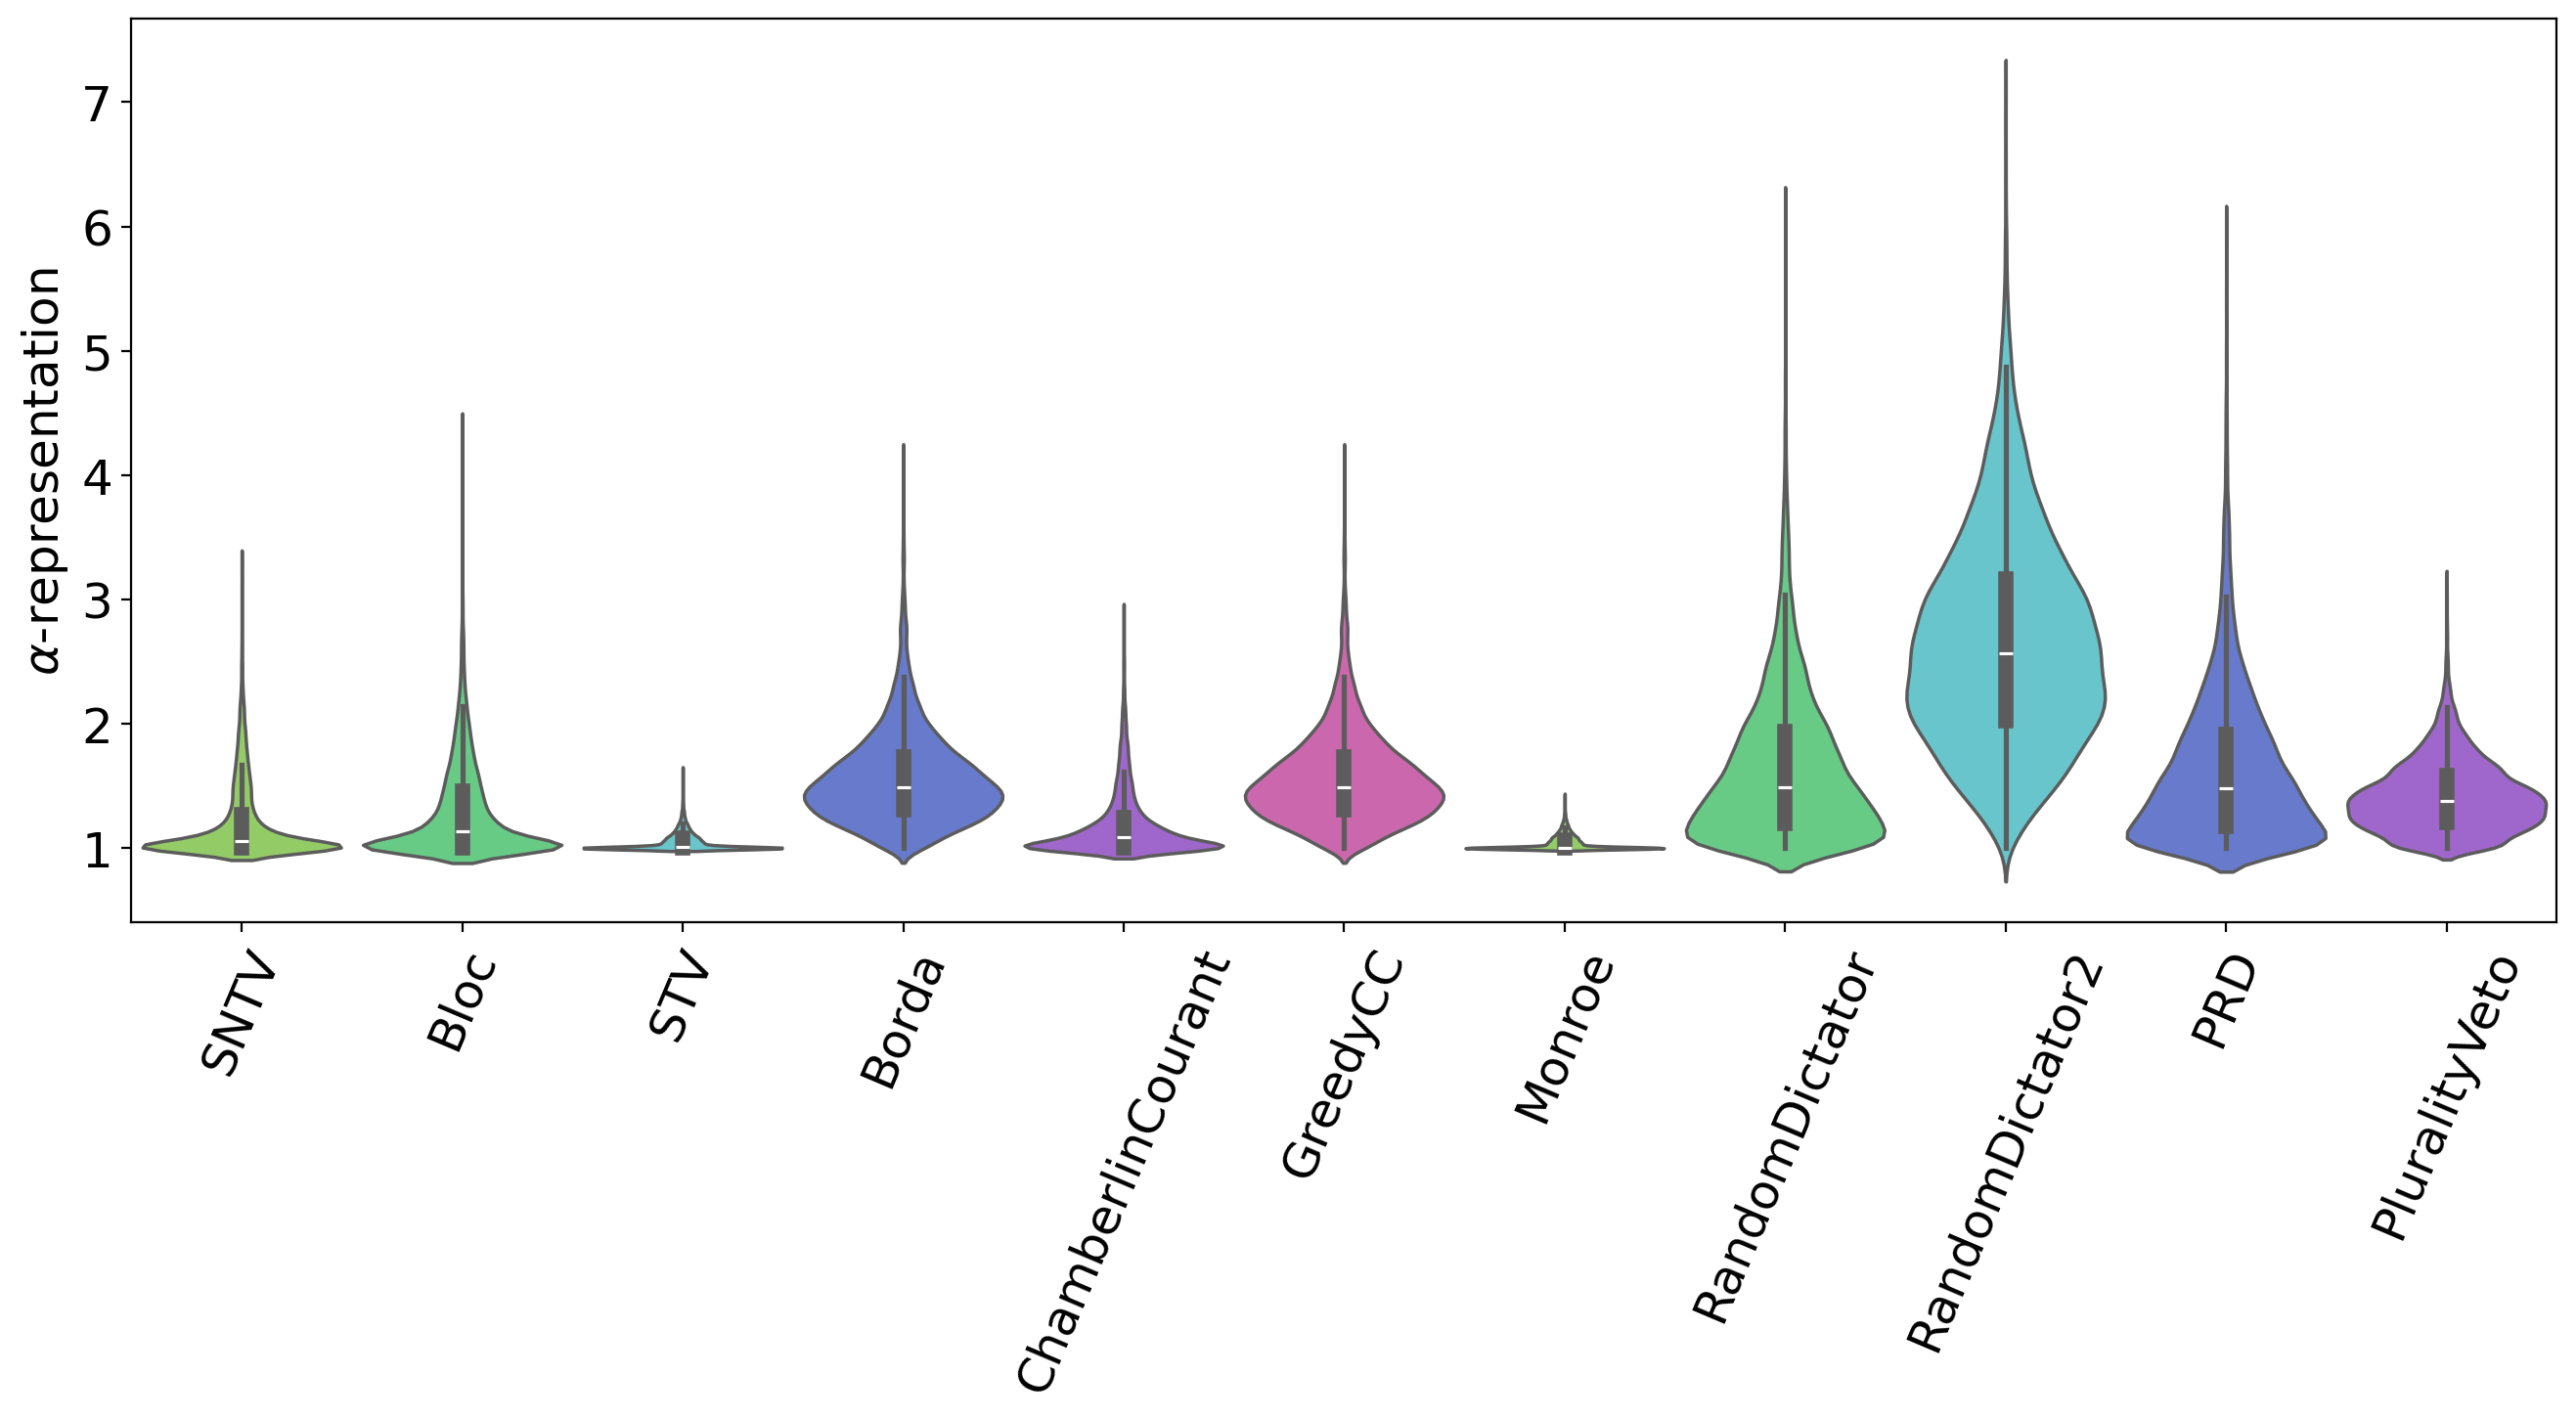 α-representation
7
6
5
4
3
2
1
SNTV
Bloc
STV
Borda
ChamberlinCourant
GreedyCC
Monroe
RandomDictator
RandomDictator2
PRD
PluralityVeto